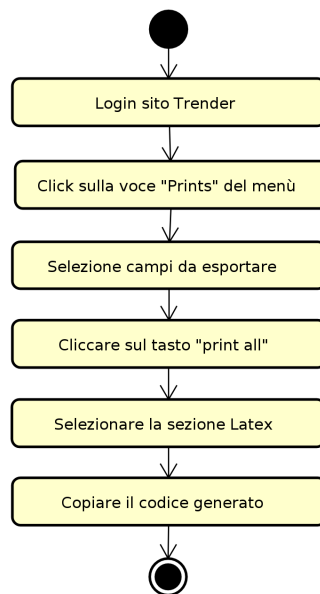 Login sito Trender
Click sulla voce "Prints" del menù
Selezione campi da esportare
Cliccare sul tasto "print all"
Selezionare la sezione Latex
Copiare il codice generato